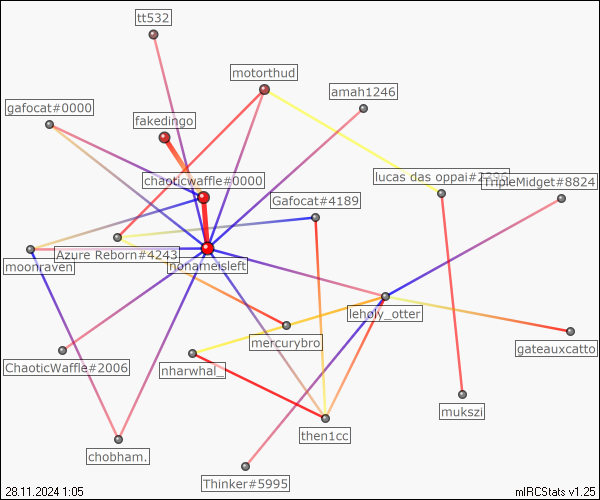 tt532
motorthud
amah1246
gafocat#0000
fakedingo
chaoticwaffle#0000
lucas das oppai#2396
TripleMidget#8824
Gafocat#4189
Azure Reborn#4243
moonraven
nonameisleft
leholy_otter
mercurybro
gateauxcatto
ChaoticWaffle#2006
nharwhal_
mukszi
then1cc
chobham.
Thinker#5995
28.11.2024 1:05
mIRCStats v1.25